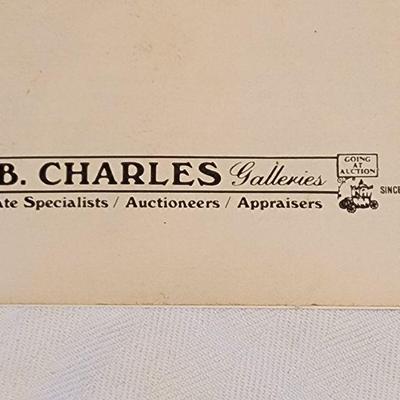 B. CHARLES Galleries
ate Specialists / Auctioneers / Appraisers
GOING
AT
AUCTION
SINCE